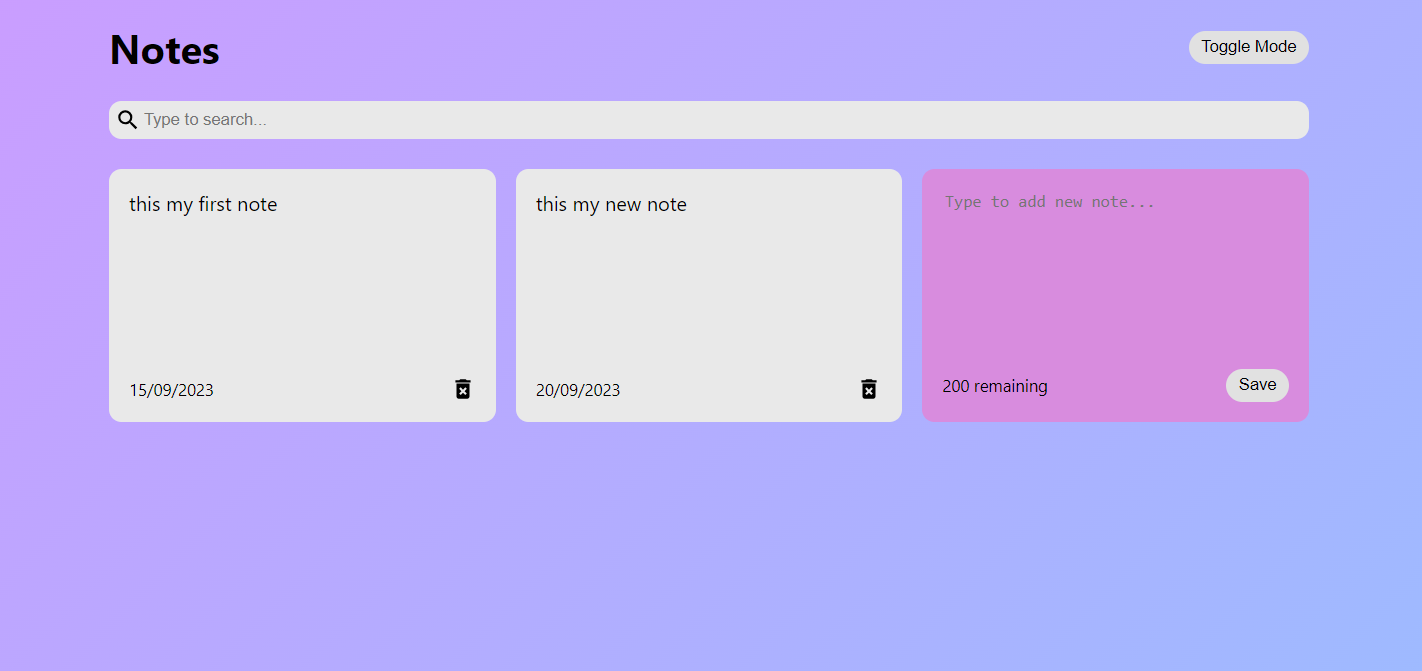 Notes
Toggle Mode
Type to search...
this my first note
this my new note
Type to add new note...
15/09/2023
20/09/2023
200 remaining
Save